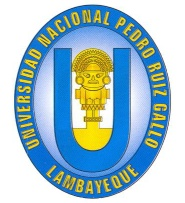 UNIVERSIDAD NACIONAL PEDRO RUIZ GALLO
U
LAMBAYEQUE